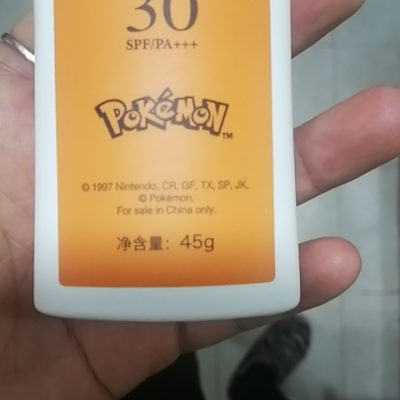 30
SPF/PA+++
POKÉMON™
© 1997 Nintendo, CR, GF, TX, SP, JK.
© Pokémon.
For sale in China only.
净含量：45g